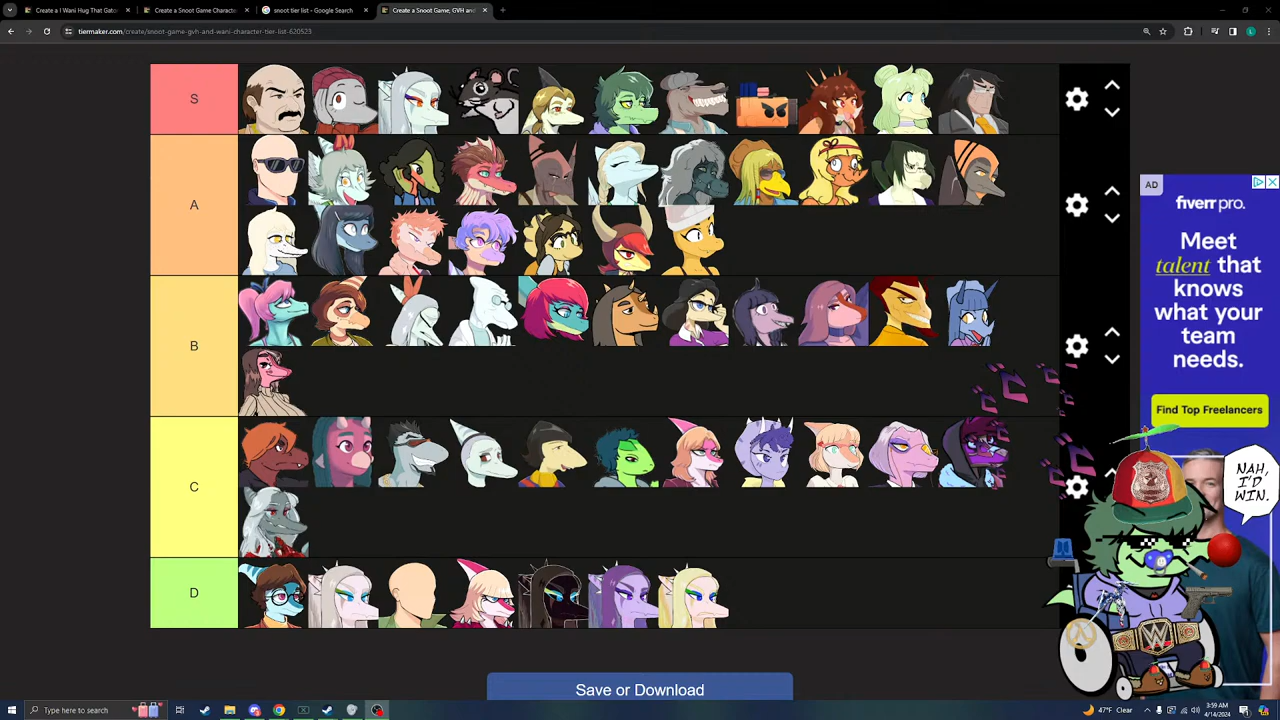 Create a I Wani Hug That Gato
Create a Snoot Game Characte
snoot tier list - Google Search
Create a Snoot Game, GVH and
tiermaker.com/create/snoot-game-gvh-and-wani-character-tier-list-620523
S
A
B
C
D
AD
fiverr pro.
Meet
talent that
knows
what your
team
needs.
Find Top Freelancers
NAH,
I'D
WIN.
Save or Download
Type here to search
47°F Clear
3:59 AM
4/14/2024